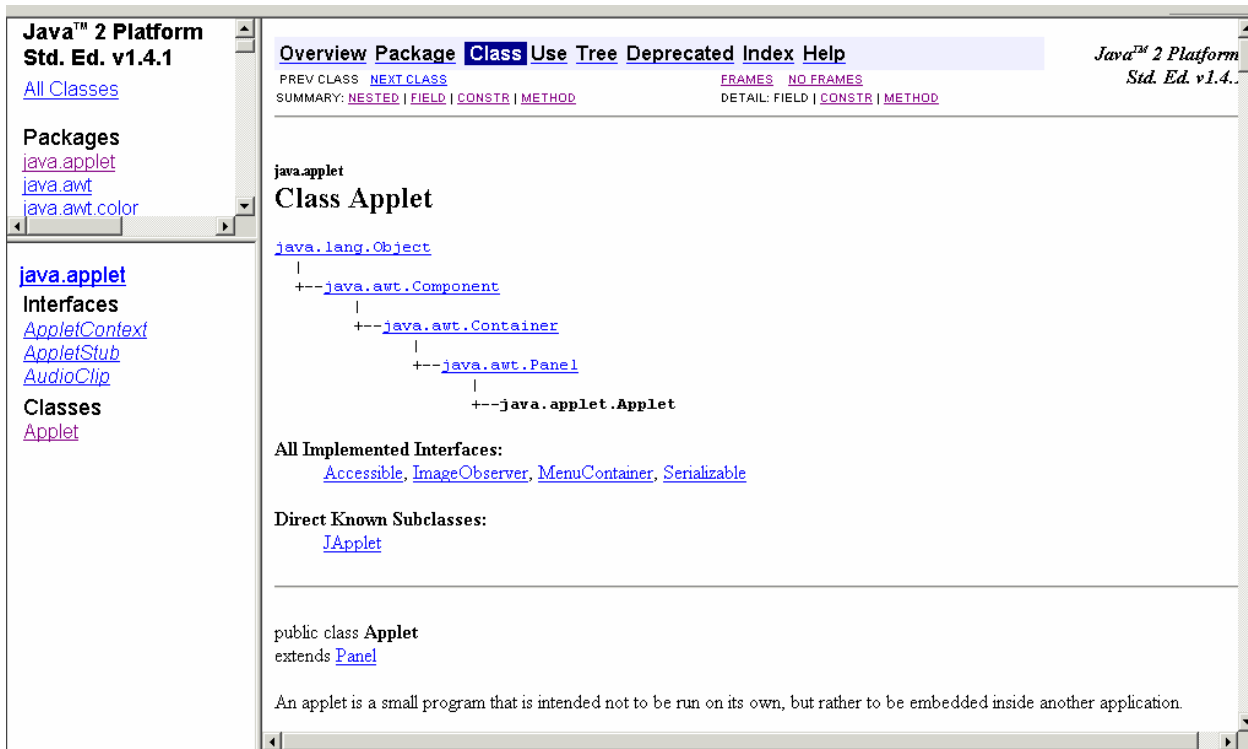 Java™ 2 Platform
Std. Ed. v1.4.1
All Classes
Packages
java.applet
java.awt
java.awt.color
java.applet
Interfaces
AppletContext
AppletStub
AudioClip
Classes
Applet
Overview Package Class Use Tree Deprecated Index Help
Java™ 2 Platform
Std. Ed. v1.4.
PREV CLASS NEXT CLASS
FRAMES NO FRAMES
SUMMARY: NESTED | FIELD | CONSTR | METHOD
DETAIL: FIELD | CONSTR | METHOD
java.applet
Class Applet
java.lang.Object
|
+--java.awt.Component
|
+--java.awt.Container
|
+--java.awt.Panel
|
+--java.applet.Applet
All Implemented Interfaces:
Accessible, ImageObserver, MenuContainer, Serializable
Direct Known Subclasses:
JApplet
public class Applet
extends Panel
An applet is a small program that is intended not to be run on its own, but rather to be embedded inside another application.